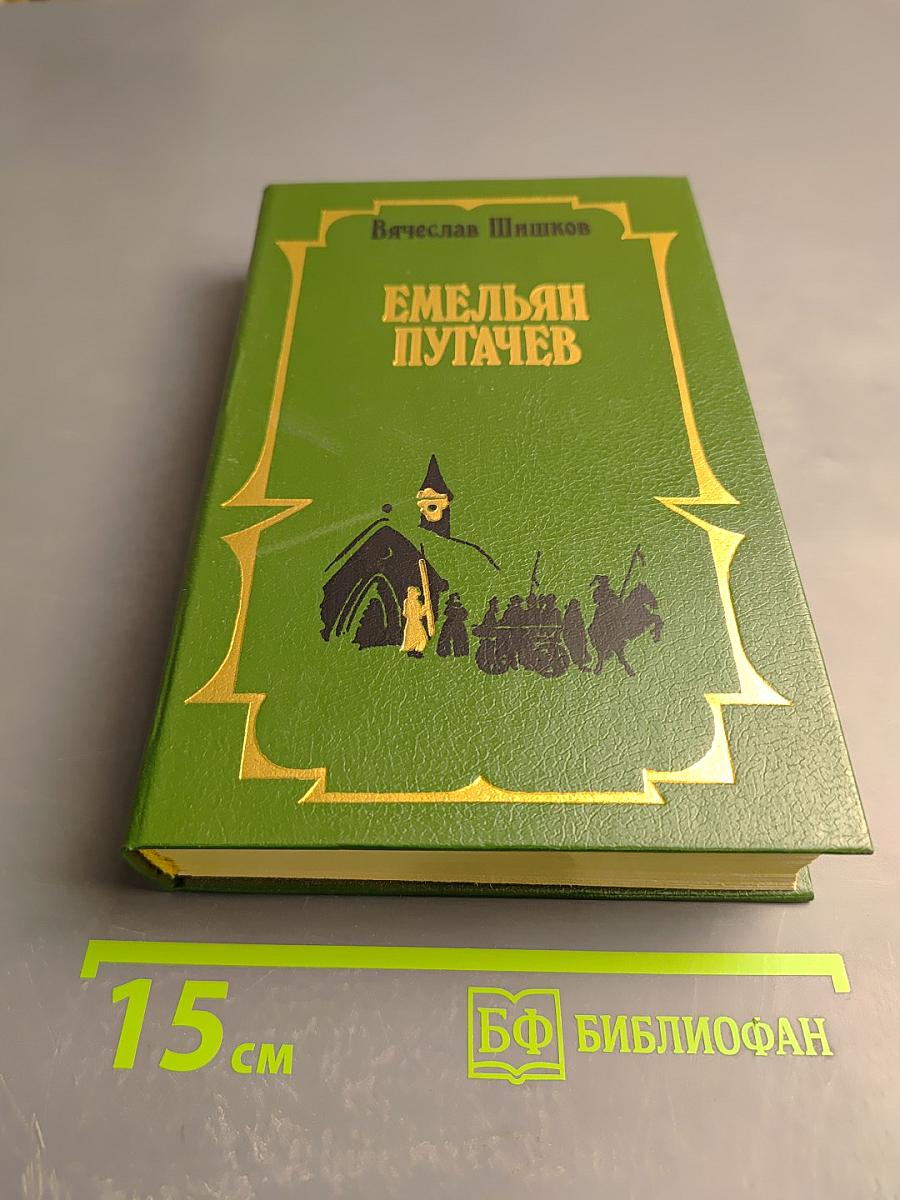 Вячеслав Шишков
ЕМЕЛЬЯН
ПУГАЧЕВ
15 см
БФ БИБЛИОФАН